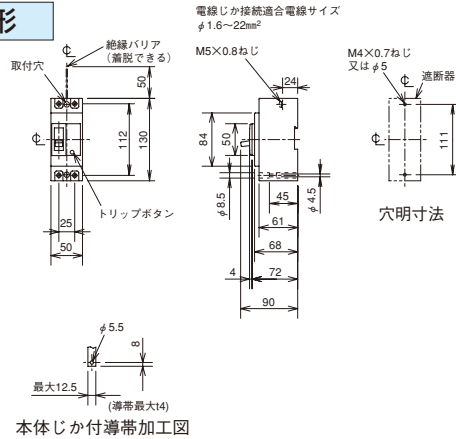 形
電線じか接続適合電線サイズ
φ1.6〜22mm²
M5×0.8ねじ
24
84
50
φ8.5
φ4.5
45
61
68
4
72
90
℄
絶縁バリア
(着脱できる)
取付穴
50
℄
112
130
トリップボタン
25
50
M4×0.7ねじ
又はφ5
℄
遮断器
℄
111
穴明寸法
φ5.5
8
最大12.5
(導帯最大t4)
本体じか付導帯加工図